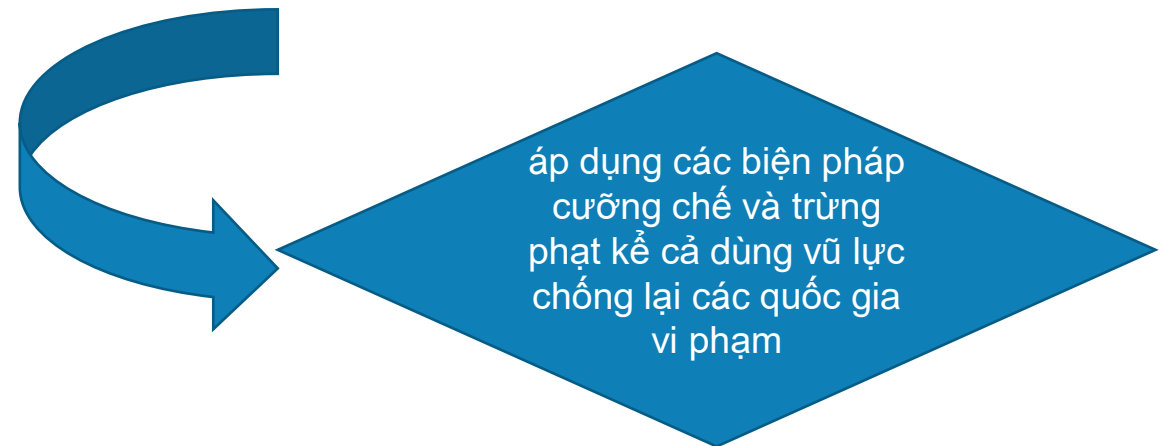 áp dụng các biện pháp
cưỡng chế và trừng
phạt kể cả dùng vũ lực
chống lại các quốc gia
vi phạm